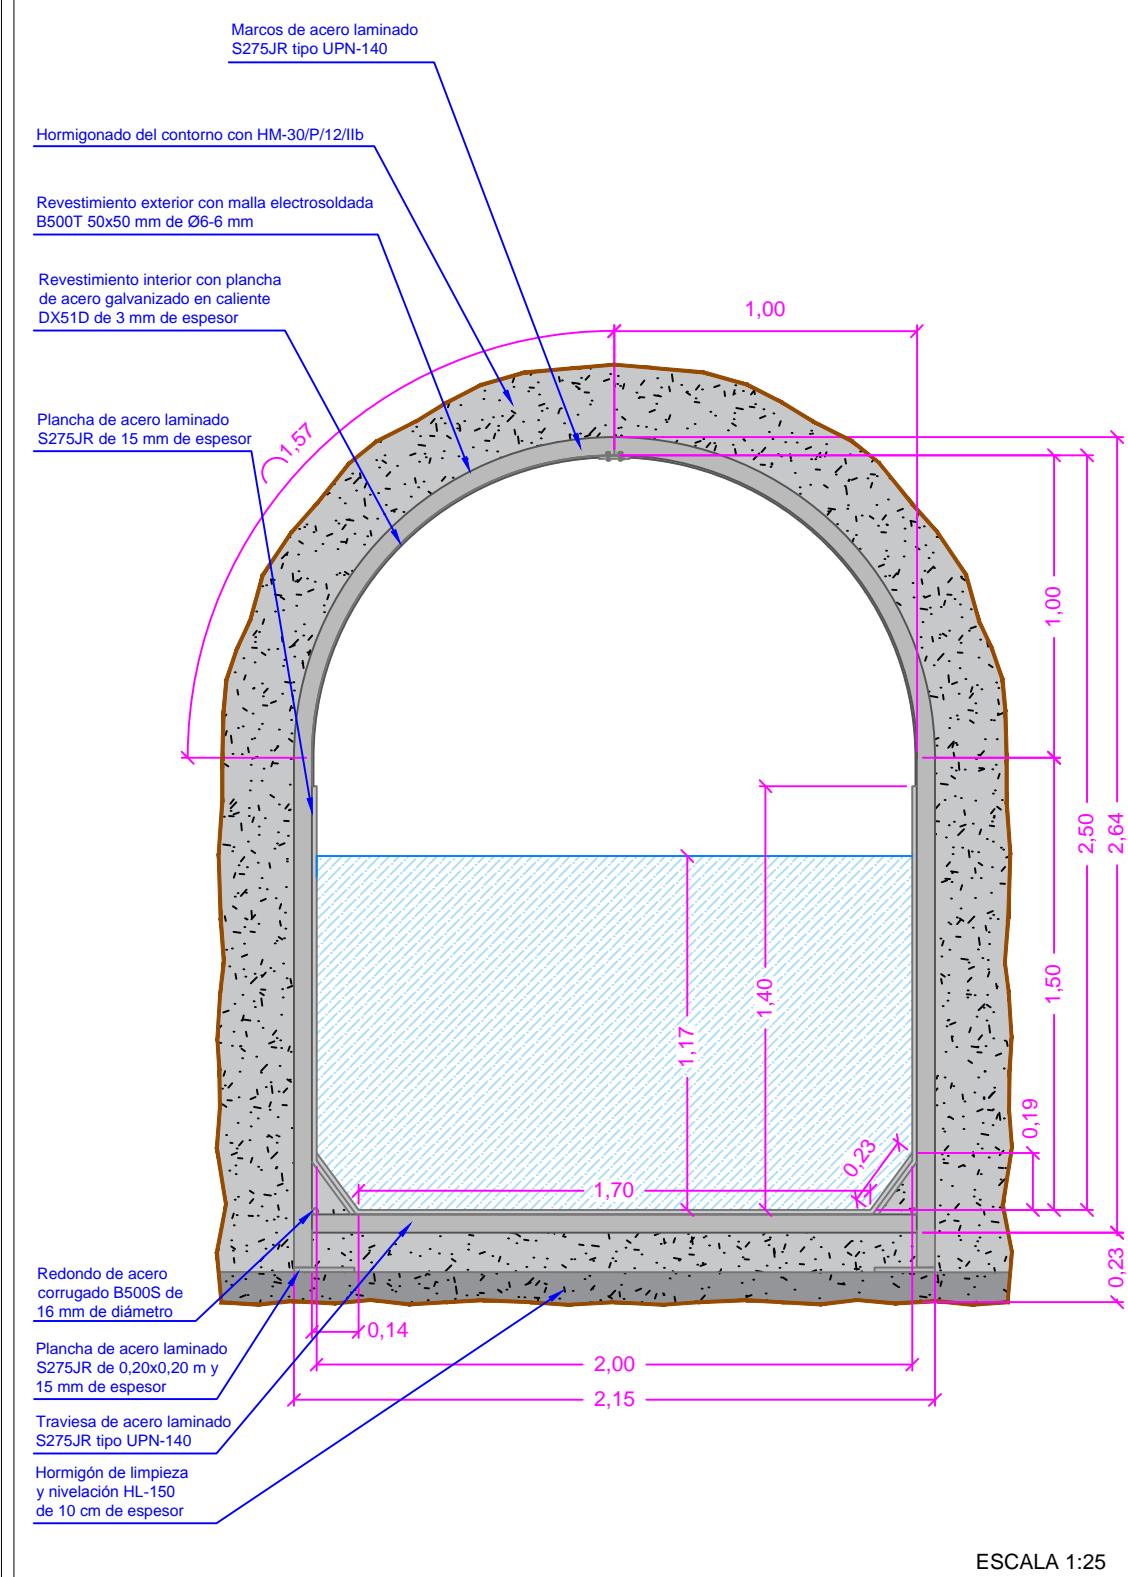 Marcos de acero laminado
S275JR tipo UPN-140
Hormigonado del contorno con HM-30/P/12/IIb
Revestimiento exterior con malla electrosoldada
B500T 50x50 mm de Ø6-6 mm
Revestimiento interior con plancha
de acero galvanizado en caliente
DX51D de 3 mm de espesor
1,00
Plancha de acero laminado
S275JR de 15 mm de espesor
1,57
1,00
2,50
2,64
1,40
1,50
1,17
0,19
0,23
1,70
0,23
Redondo de acero
corrugado B500S de
16 mm de diámetro
0,14
Plancha de acero laminado
S275JR de 0,20x0,20 m y
15 mm de espesor
2,00
2,15
Traviesa de acero laminado
S275JR tipo UPN-140
Hormigón de limpieza
y nivelación HL-150
de 10 cm de espesor
ESCALA 1:25